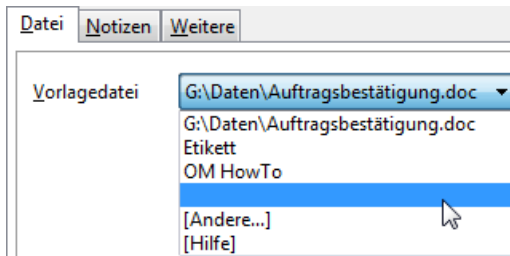 Datei Notizen Weitere
Vorlagedatei G:\Daten\Auftragsbestätigung.doc
G:\Daten\Auftragsbestätigung.doc
Etikett
OM HowTo
[Andere...]
[Hilfe]